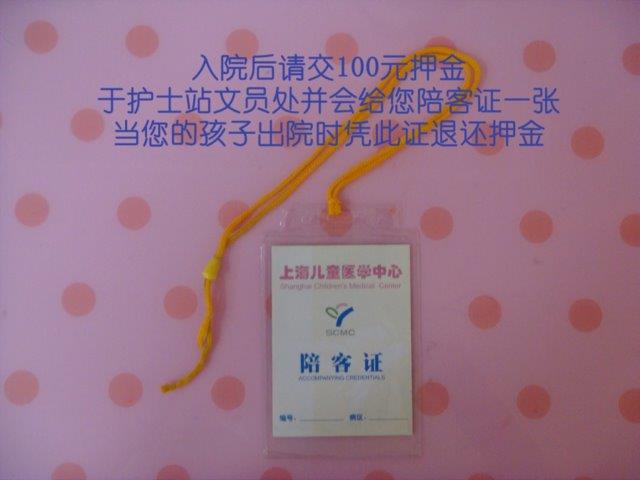 入院后请交100元押金
于护士站文员处并会给您陪客证一张
当您的孩子出院时凭此证退还押金
上海儿童医学中心
Shanghai Children's Medical Center
SCMC
陪客证
ACCOMPANYING CREDENTIALS
编号: 病区: